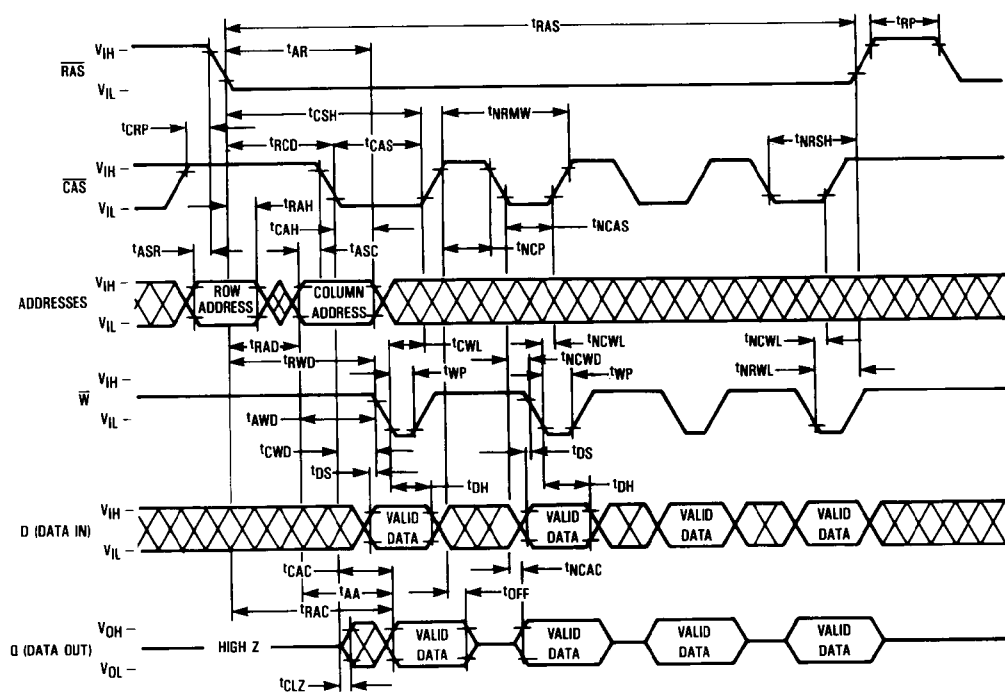 tRAS
tRP
tAR
VIH
RAS
VIL
tCSH
tNRMW
tCRP
tRCD
tCAS
tNRSH
VIH
CAS
VIL
tRAH
tCAH
tNCAS
tASR
tASC
tNCP
VIH
ADDRESSES
VIL
ROW ADDRESS
COLUMN ADDRESS
tRAD
tCWL
tNCWL
tNCWL
tRWD
tNCWD
tWP
tWP
tNRWL
VIH
W
VIL
tAWD
tCWD
tDS
tDS
tDH
tDH
VIH
D (DATA IN)
VIL
VALID DATA
VALID DATA
VALID DATA
VALID DATA
tCAC
tNCAC
tAA
tOFF
tRAC
VOH
Q (DATA OUT)
VOL
HIGH Z
VALID DATA
VALID DATA
VALID DATA
VALID DATA
tCLZ